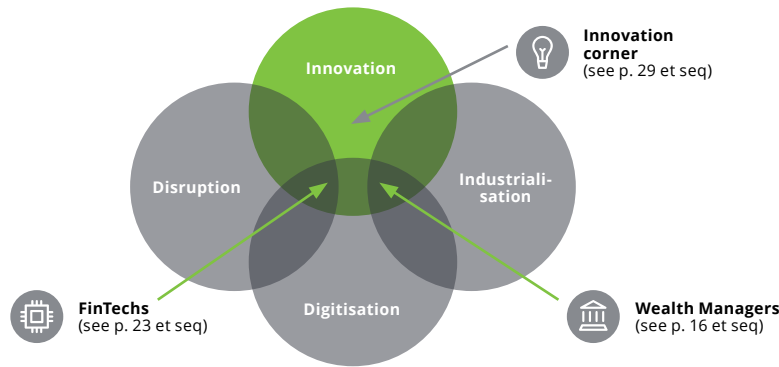 Innovation
Innovation
corner
(see p. 29 et seq)
Disruption
Industriali-
sation
Digitisation
FinTechs
(see p. 23 et seq)
Wealth Managers
(see p. 16 et seq)